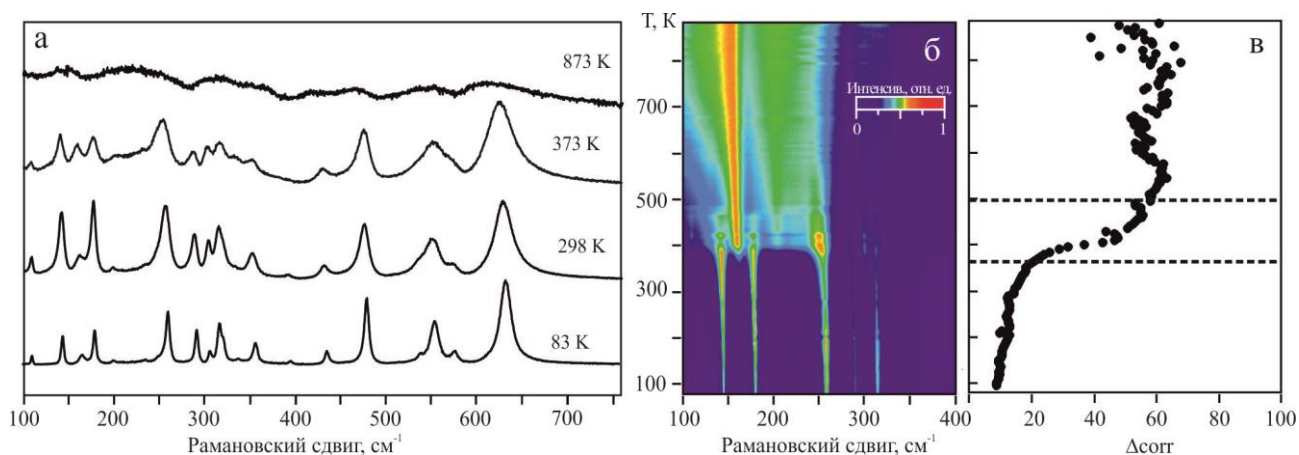 а
873 K
373 K
298 K
83 K
100 200 300 400 500 600 700
Рамановский сдвиг, см⁻¹
Т, К
б
Интенсив., отн. ед.
0 1
700
500
300
100
100 200 300 400
Рамановский сдвиг, см⁻¹
в
20 40 60 80 100
Δcorr